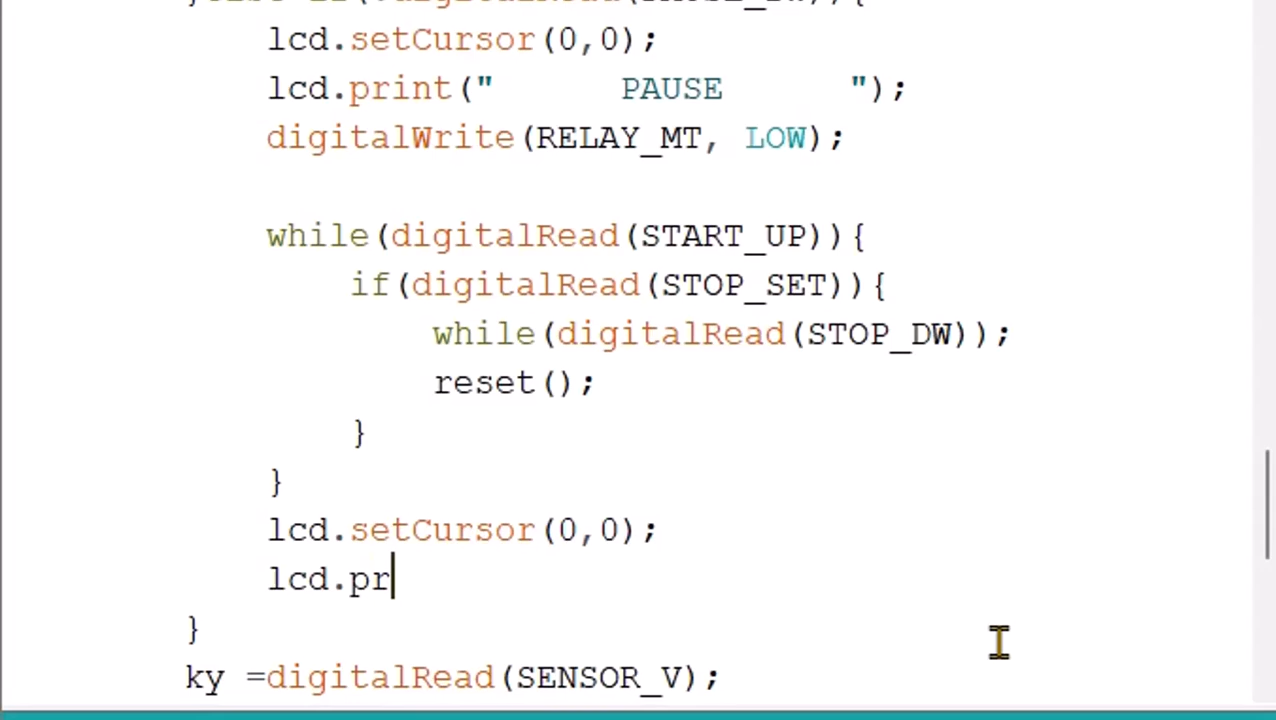 lcd.setCursor(0,0);
lcd.print("      PAUSE      ");
digitalWrite(RELAY_MT, LOW);
while(digitalRead(START_UP)){
if(digitalRead(STOP_SET)){
while(digitalRead(STOP_DW));
reset();
}
}
lcd.setCursor(0,0);
lcd.pr
}
ky =digitalRead(SENSOR_V);